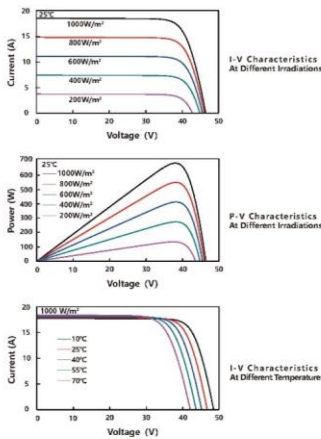 25℃
1000W/m²
800W/m²
600W/m²
400W/m²
200W/m²
Current (A)
20
15
10
5
0
0 10 20 30 40 50
Voltage (V)
I-V Characteristics
At Different Irradiations
25℃
1000W/m²
800W/m²
600W/m²
400W/m²
200W/m²
Power (W)
700
600
500
400
300
200
100
0
0 10 20 30 40 50
Voltage (V)
P-V Characteristics
At Different Irradiations
1000 W/m²
10℃
25℃
40℃
55℃
70℃
Current (A)
20
15
10
5
0
0 10 20 30 40 50
Voltage (V)
I-V Characteristics
At Different Temperature